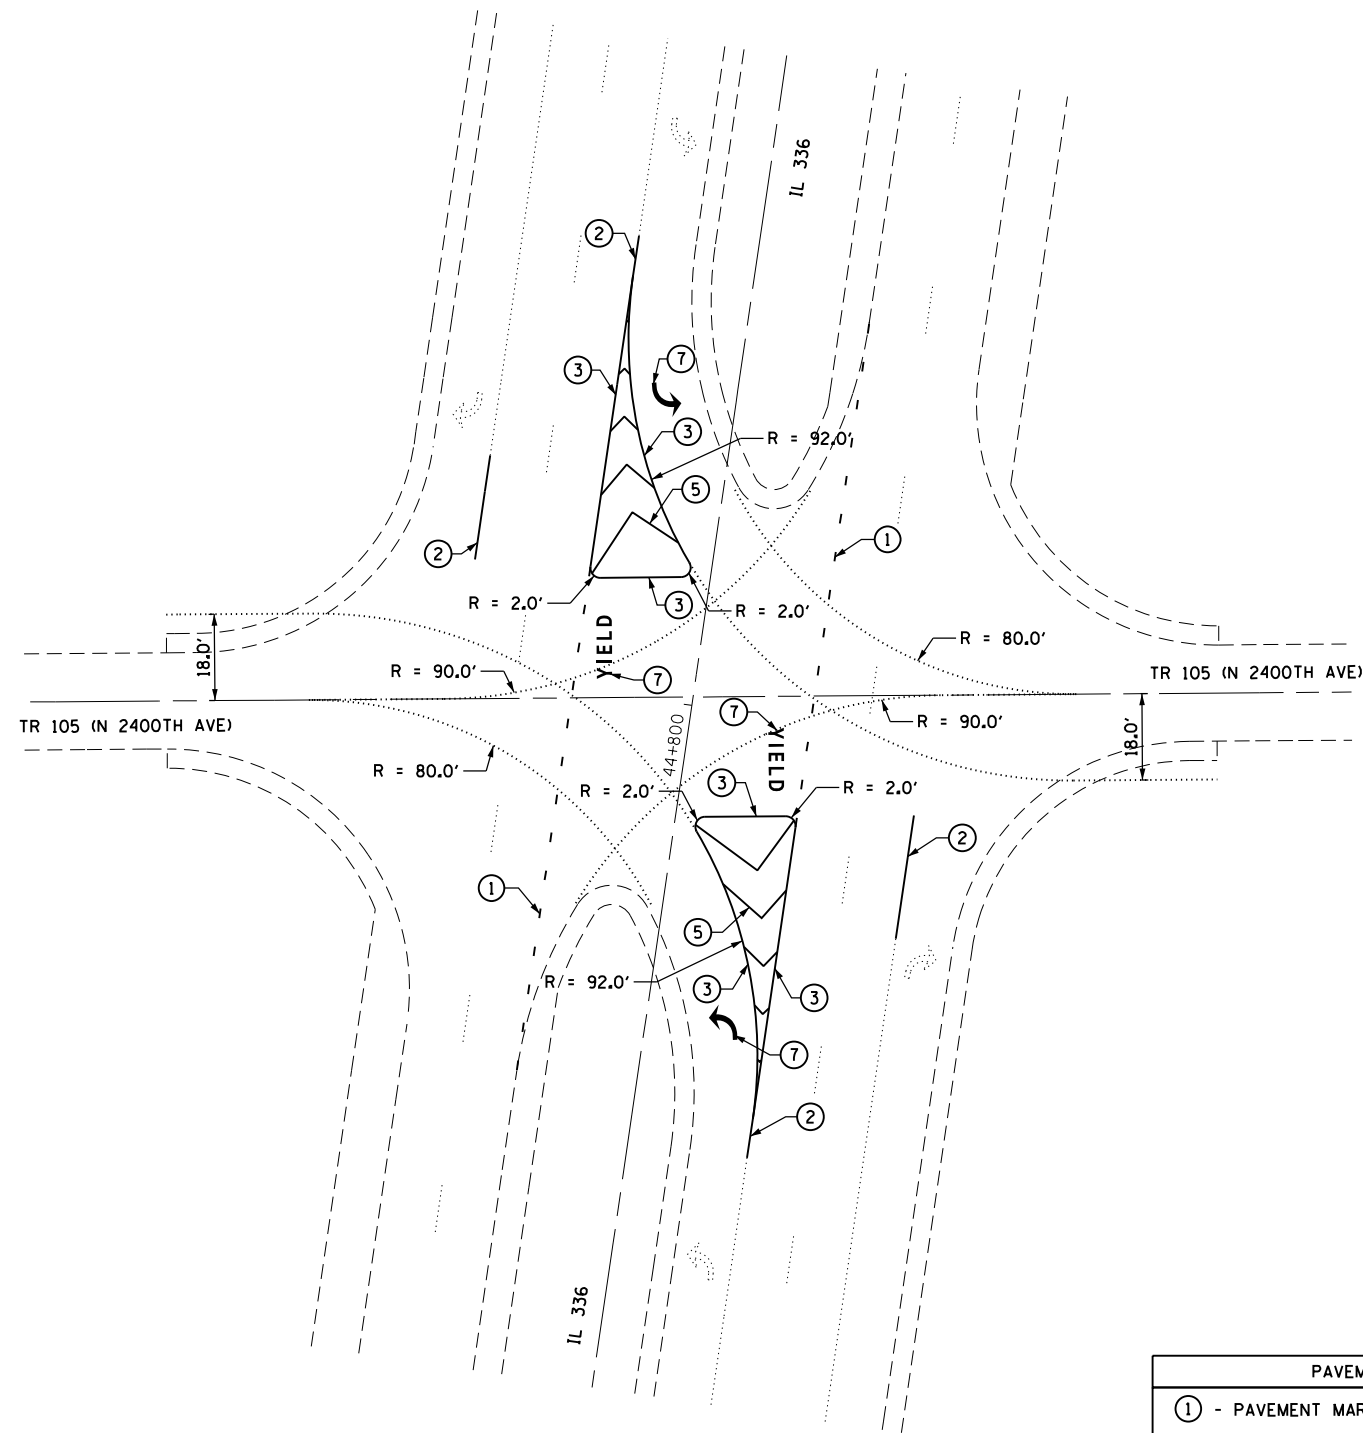 IL 336
2
3
7
3
R = 92.0'
5
1
2
R = 2.0'
3
R = 2.0'
18.0'
YIELD
R = 80.0'
R = 90.0'
7
TR 105 (N 2400TH AVE)
TR 105 (N 2400TH AVE)
7
R = 90.0'
44+800
YIELD
18.0'
R = 80.0'
R = 2.0'
3
R = 2.0'
2
1
5
R = 92.0'
3
3
7
2
IL 336
PAVEM
1 - PAVEMENT MAR